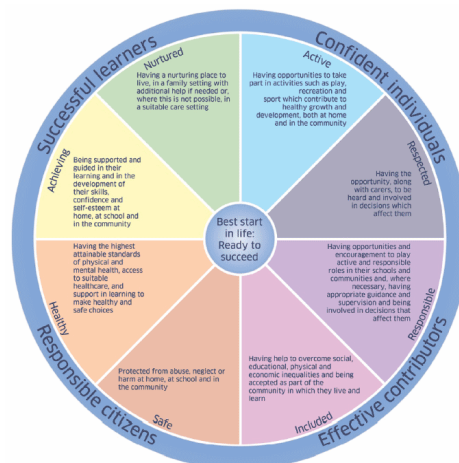 Successful learners
Confident individuals
Nurtured
Having a nurturing place to
live, in a family setting with
additional help if needed or,
where this is not possible, in
a suitable care setting
Active
Having opportunities to take
part in activities such as play,
recreation and
sport which contribute to
healthy growth and
development, both at home
and in the community
Achieving
Being supported and
guided in their
learning and in the
development of
their skills,
confidence and
self-esteem at
home, at school and
in the community
Respected
Having the
opportunity, along
with carers, to be
heard and involved
in decisions which
affect them
Best start
in life:
Ready to
succeed
Healthy
Having the highest
attainable standards
of physical and
mental health, access
to suitable
healthcare, and
support in learning to
make healthy and
safe choices
Responsible
Having opportunities and
encouragement to play
active and responsible
roles in their schools and
communities and, where
necessary, having
appropriate guidance and
supervision and being
involved in decisions that
affect them
Protected from abuse, neglect or
harm at home, at school and in
the community
Safe
Having help to overcome social,
educational, physical and
economic inequalities and being
accepted as part of the
community in which they live and
learn
Included
Responsible citizens
Effective contributors